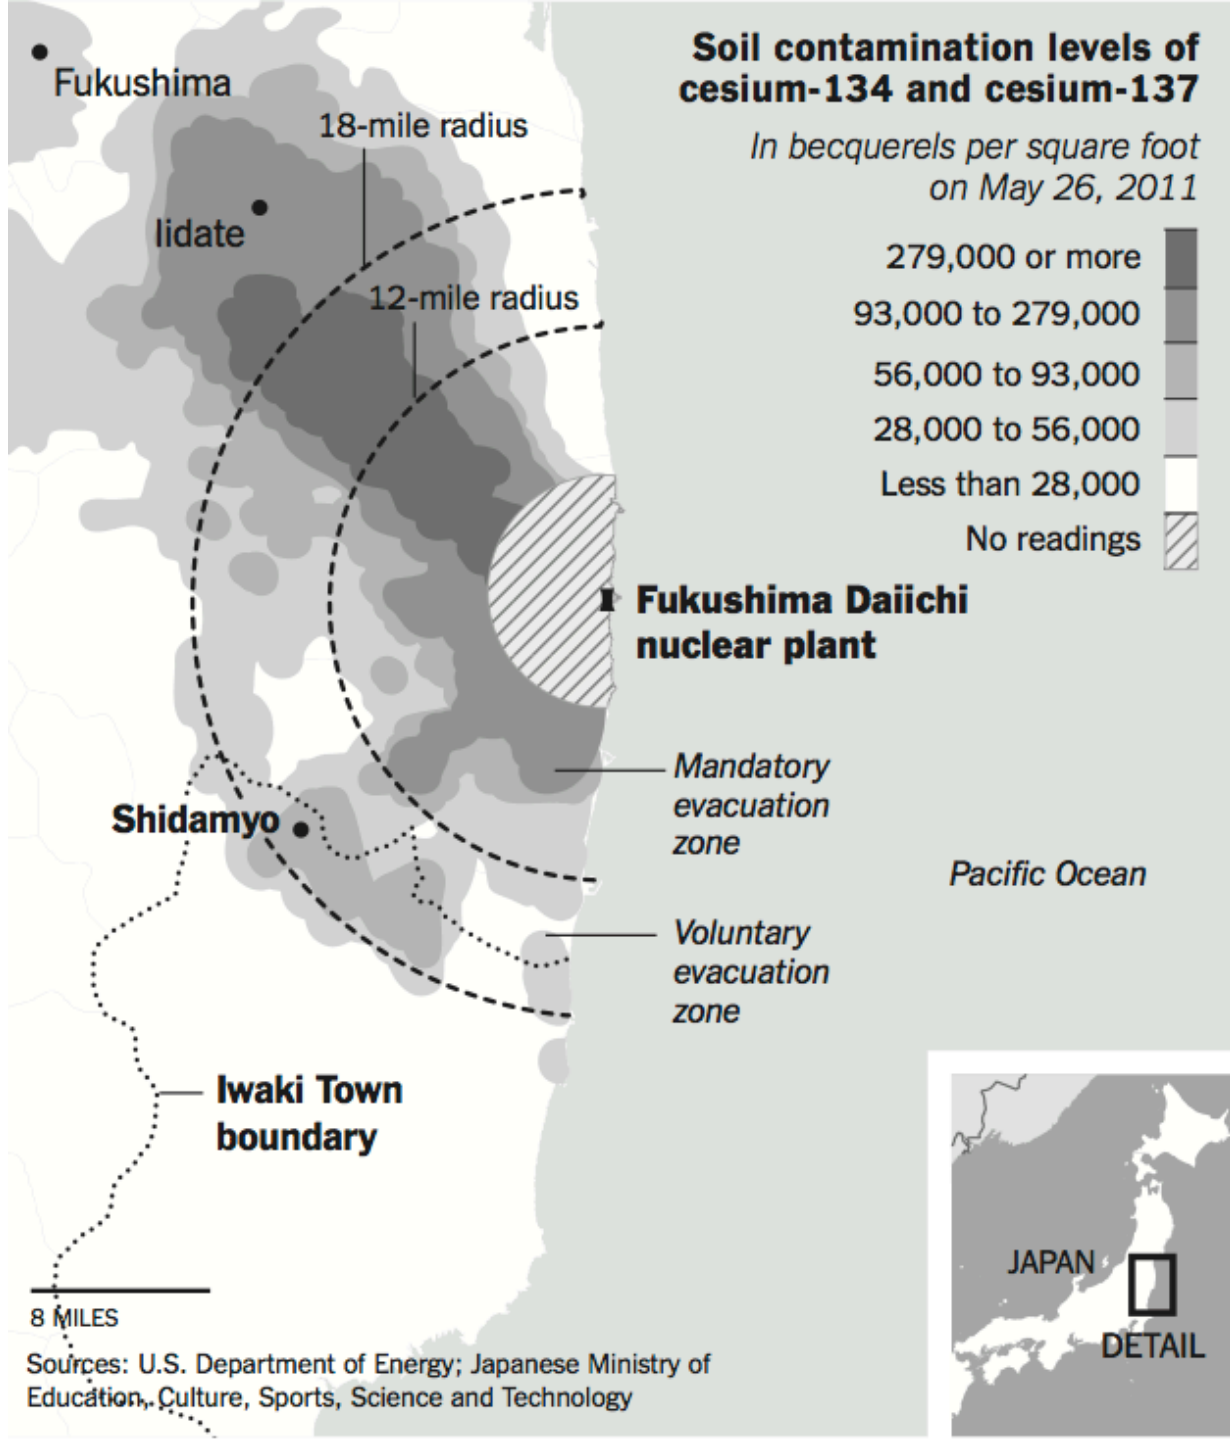 Soil contamination levels of
cesium-134 and cesium-137
In becquerels per square foot
on May 26, 2011
279,000 or more
93,000 to 279,000
56,000 to 93,000
28,000 to 56,000
Less than 28,000
No readings
Fukushima
18-mile radius
Iidate
12-mile radius
Fukushima Daiichi
nuclear plant
Mandatory
evacuation
zone
Shidamyo
Pacific Ocean
Voluntary
evacuation
zone
Iwaki Town
boundary
JAPAN
DETAIL
8 MILES
Sources: U.S. Department of Energy; Japanese Ministry of
Education, Culture, Sports, Science and Technology